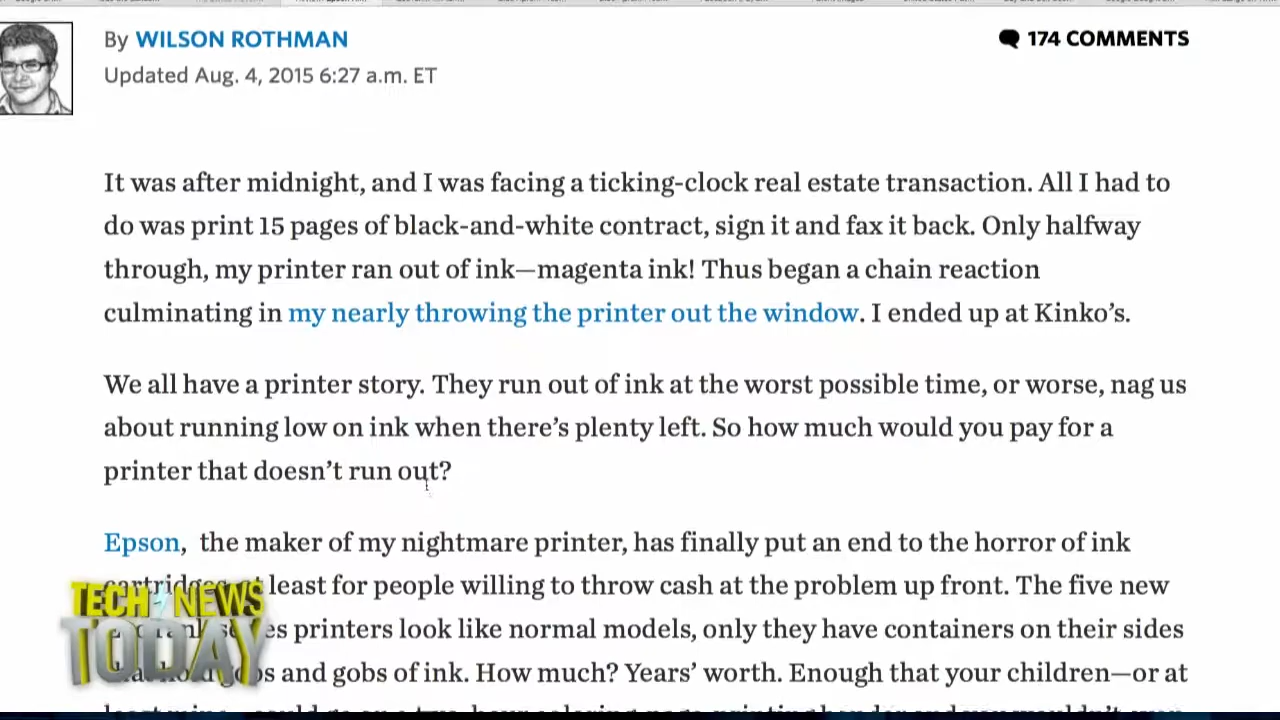 By WILSON ROTHMAN
174 COMMENTS
Updated Aug. 4, 2015 6:27 a.m. ET
It was after midnight, and I was facing a ticking-clock real estate transaction. All I had to
do was print 15 pages of black-and-white contract, sign it and fax it back. Only halfway
through, my printer ran out of ink—magenta ink! Thus began a chain reaction
culminating in my nearly throwing the printer out the window. I ended up at Kinko’s.
We all have a printer story. They run out of ink at the worst possible time, or worse, nag us
about running low on ink when there’s plenty left. So how much would you pay for a
printer that doesn’t run out?
Epson, the maker of my nightmare printer, has finally put an end to the horror of ink
cartridges, at least for people willing to throw cash at the problem up front. The five new
printers look like normal models, only they have containers on their sides
and gobs of ink. How much? Years’ worth. Enough that your children—or at
TECH NEWS
TODAY